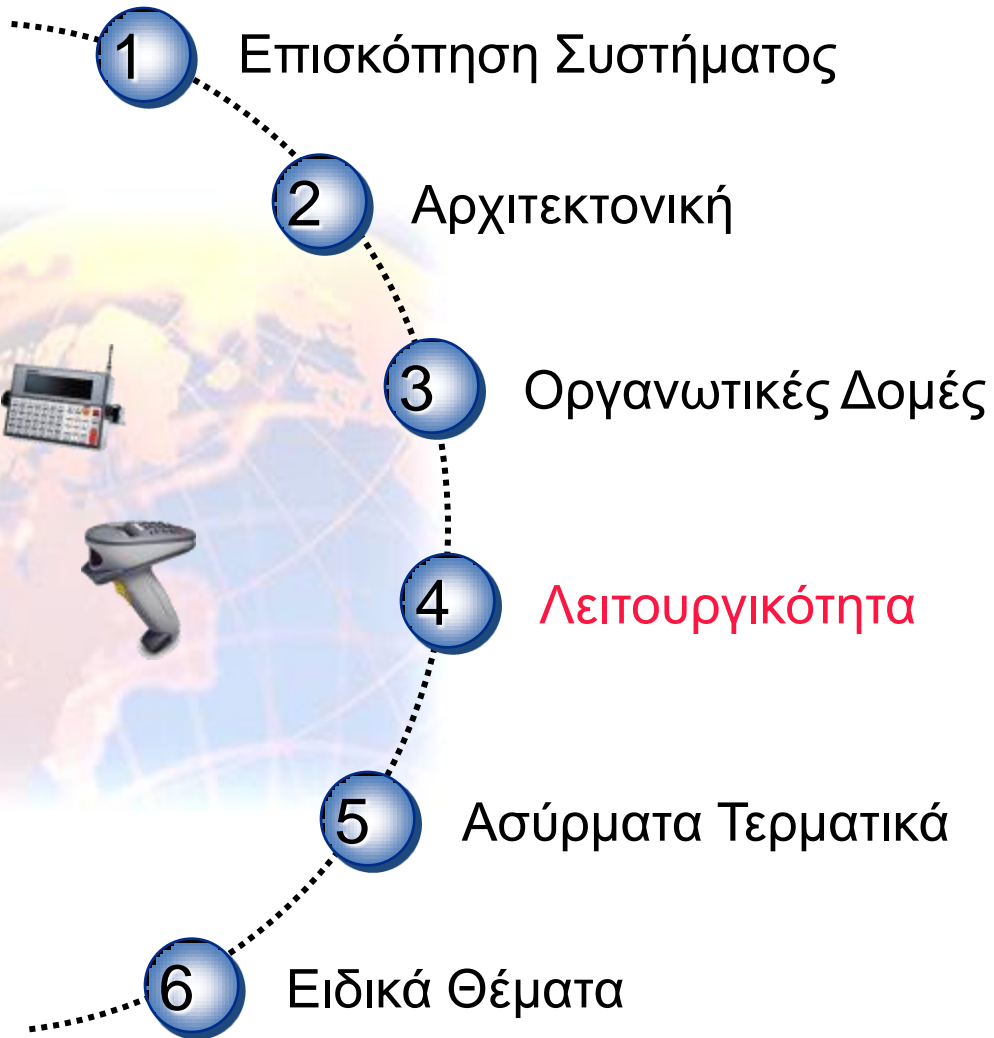 1 Επισκόπηση Συστήματος
2 Αρχιτεκτονική
3 Οργανωτικές Δομές
4 Λειτουργικότητα
5 Ασύρματα Τερματικά
6 Ειδικά Θέματα